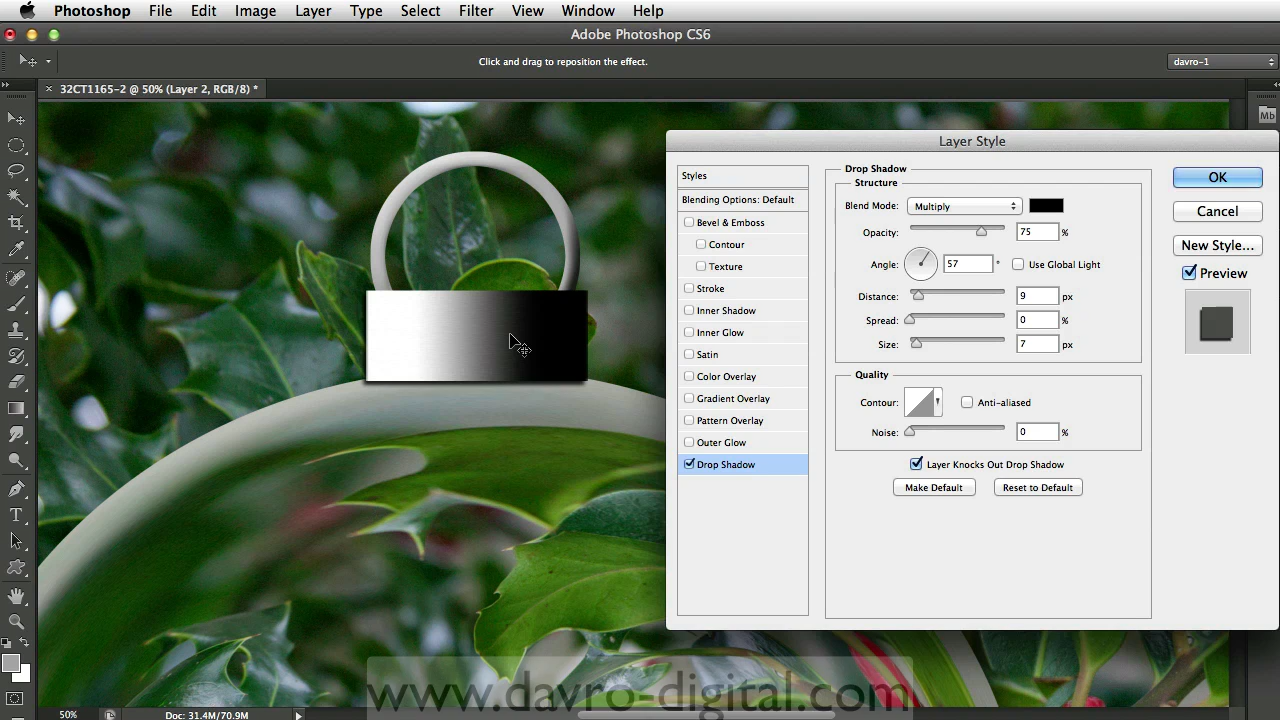 Photoshop File Edit Image Layer Type Select Filter View Window Help
Adobe Photoshop CS6
Click and drag to reposition the effect.
davro-1
32CT1165-2 @ 50% (Layer 2, RGB/8) *
Mb
Layer Style
Styles
Blending Options: Default
Bevel & Emboss
Contour
Texture
Stroke
Inner Shadow
Inner Glow
Satin
Color Overlay
Gradient Overlay
Pattern Overlay
Outer Glow
Drop Shadow
Drop Shadow
Structure
Blend Mode: Multiply
Opacity: 75 %
Angle: 57 ° Use Global Light
Distance: 9 px
Spread: 0 %
Size: 7 px
Quality
Contour: Anti-aliased
Noise: 0 %
Layer Knocks Out Drop Shadow
Make Default Reset to Default
OK
Cancel
New Style...
Preview
T
www.davro-digital.com
50% Doc: 31.4M/70.9M